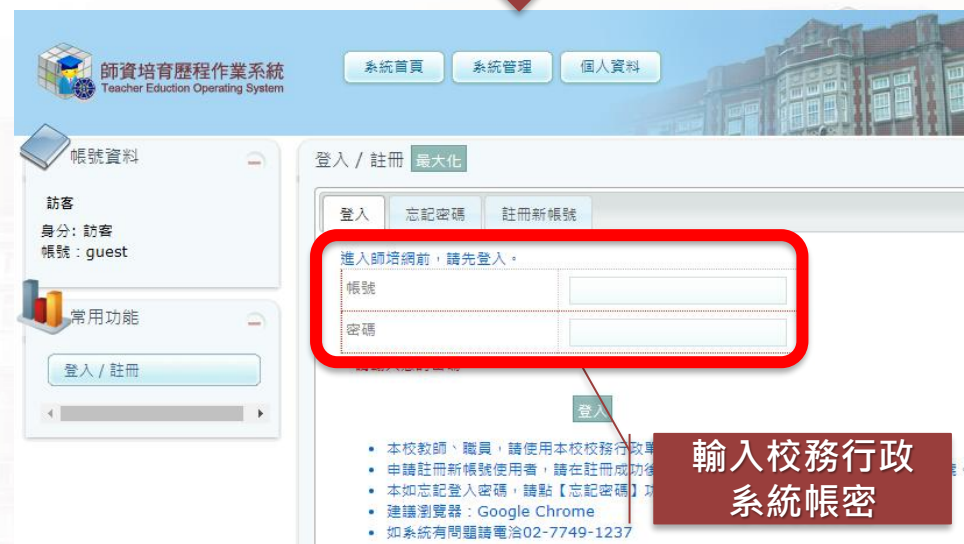 師資培育歷程作業系統
Teacher Eduction Operating System
系統首頁 系統管理 個人資料
帳號資料
訪客
身分: 訪客
帳號：guest
常用功能
登入 / 註冊
登入 / 註冊 最大化
登入 忘記密碼 註冊新帳號
進入師培網前，請先登入。
帳號
密碼
登入
本校教師、職員，請使用本校校務行政
申請註冊新帳號使用者，請在註冊成功後
本如忘記登入密碼，請點【忘記密碼】
建議瀏覽器：Google Chrome
如系統有問題請電洽02-7749-1237
輸入校務行政
系統帳密